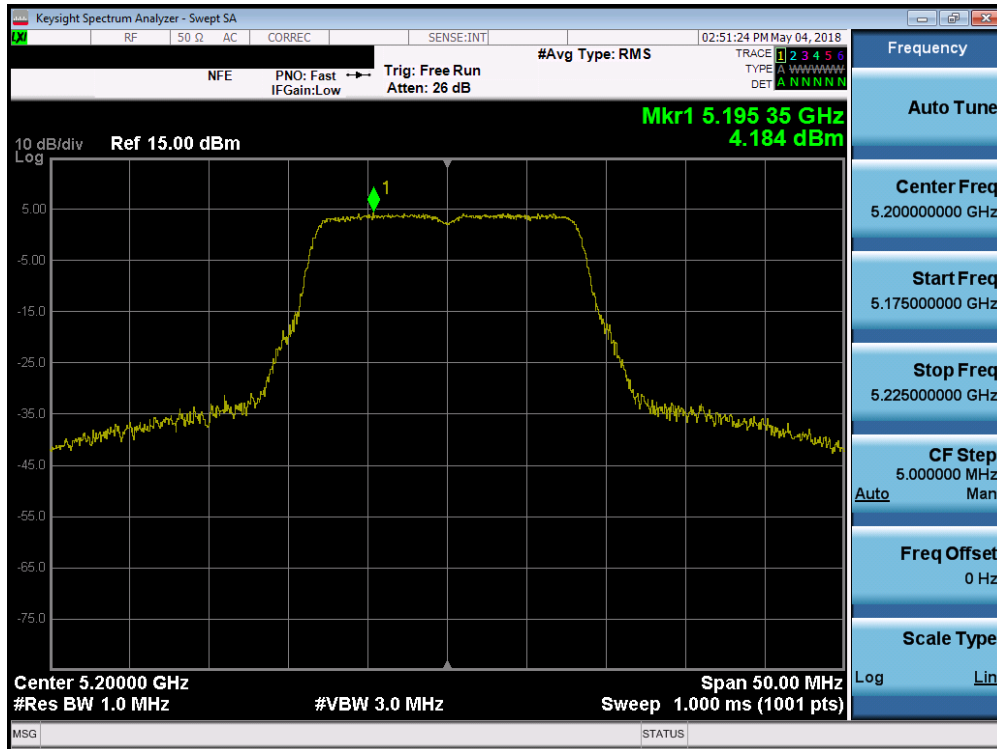 Keysight Spectrum Analyzer - Swept SA
LXI RF 50 Ω AC CORREC SENSE:INT 02:51:24 PM May 04, 2018
#Avg Type: RMS TRACE 1 2 3 4 5 6
NFE PNO: Fast Trig: Free Run TYPE A WWWWW
IFGain:Low Atten: 26 dB DET A N N N N N
Mkr1 5.195 35 GHz
4.184 dBm
10 dB/div Ref 15.00 dBm
Log
1
5.00
-5.00
-15.0
-25.0
-35.0
-45.0
-55.0
-65.0
-75.0
Center 5.20000 GHz Span 50.00 MHz
#Res BW 1.0 MHz #VBW 3.0 MHz Sweep 1.000 ms (1001 pts)
MSG STATUS
Frequency
Auto Tune
Center Freq
5.200000000 GHz
Start Freq
5.175000000 GHz
Stop Freq
5.225000000 GHz
CF Step
5.000000 MHz
Auto Man
Freq Offset
0 Hz
Scale Type
Log Lin